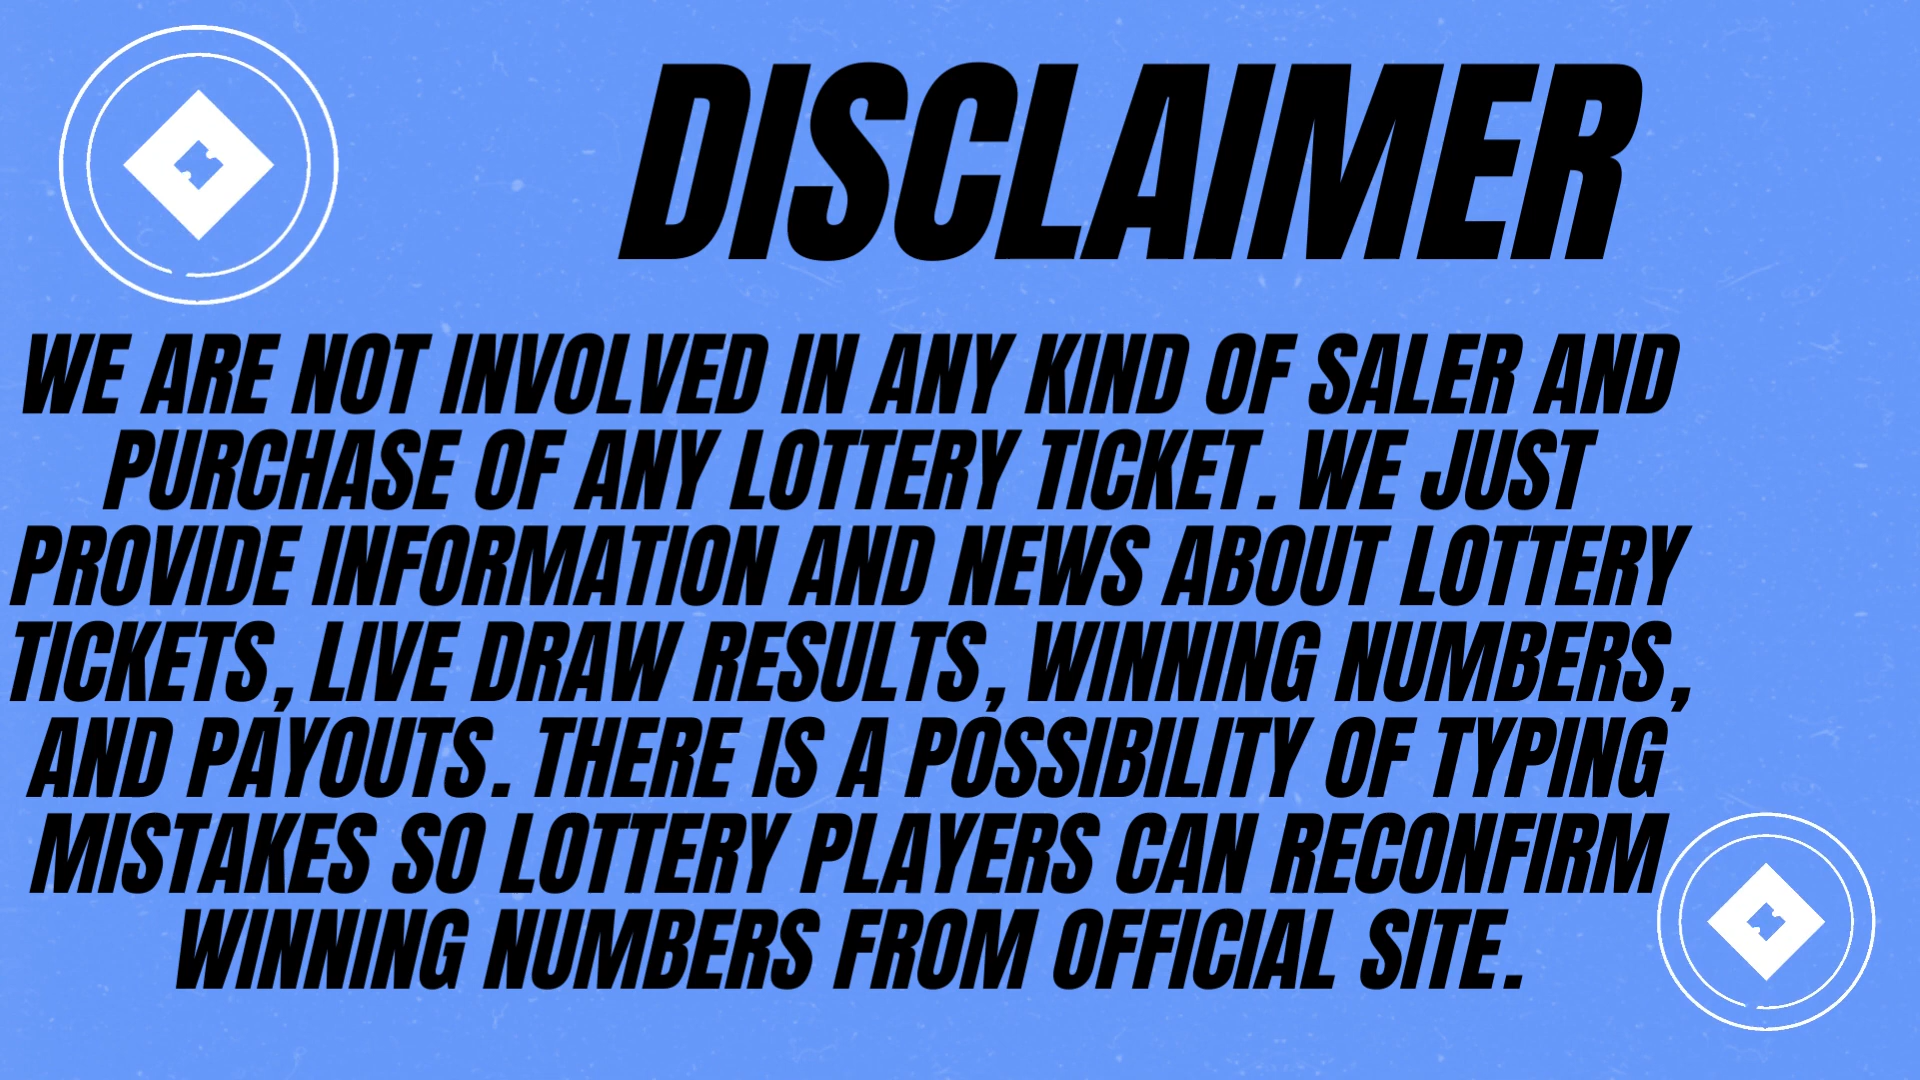 DISCLAIMER
WE ARE NOT INVOLVED IN ANY KIND OF SALER AND
PURCHASE OF ANY LOTTERY TICKET. WE JUST
PROVIDE INFORMATION AND NEWS ABOUT LOTTERY
TICKETS, LIVE DRAW RESULTS, WINNING NUMBERS,
AND PAYOUTS. THERE IS A POSSIBILITY OF TYPING
MISTAKES SO LOTTERY PLAYERS CAN RECONFIRM
WINNING NUMBERS FROM OFFICIAL SITE.